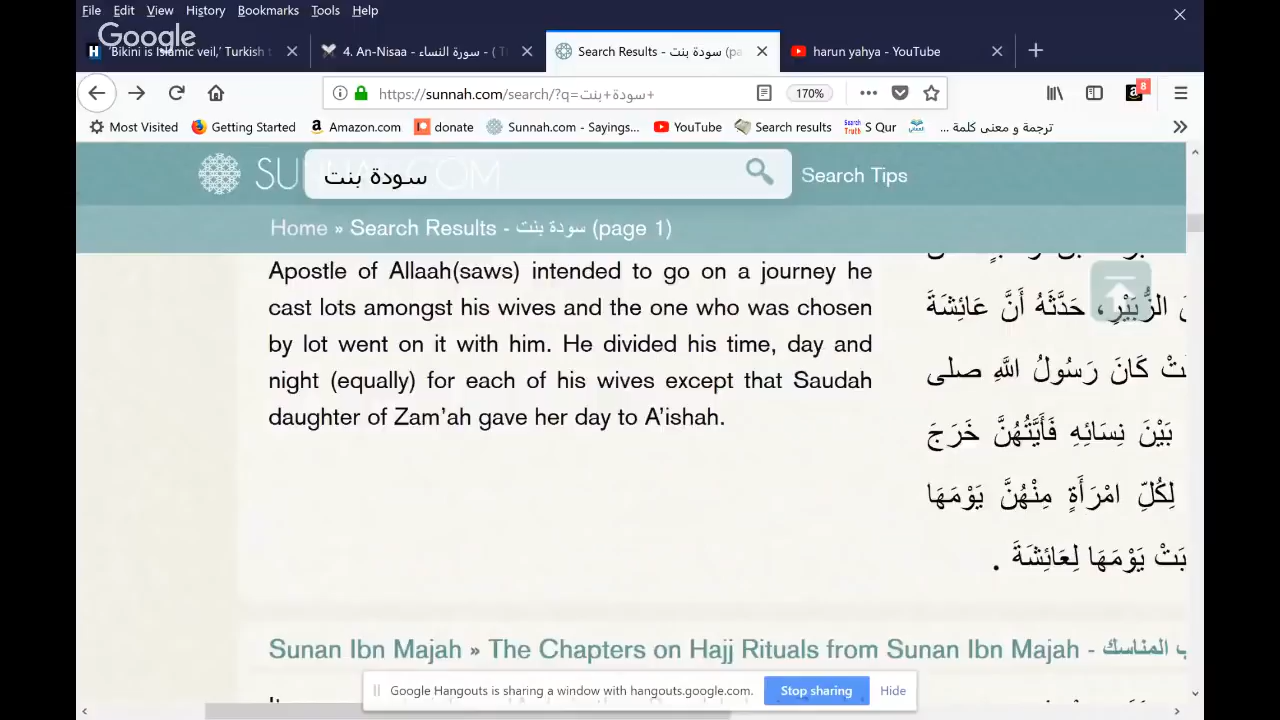 File Edit View History Bookmarks Tools Help
Google
'Bikini is Islamic veil,' Turkish t
4. An-Nisaa - سورة النساء - ( T
Search Results - سودة بنت (pa
harun yahya - YouTube
https://sunnah.com/search/?q=سودة+بنت+
170%
8
Most Visited Getting Started Amazon.com donate Sunnah.com - Sayings... YouTube Search results Search Truth S Qur ترجمة و معنى كلمة ...
سودة بنت
Search Tips
Home » Search Results - سودة بنت (page 1)
Apostle of Allaah(saws) intended to go on a journey he
cast lots amongst his wives and the one who was chosen
by lot went on it with him. He divided his time, day and
night (equally) for each of his wives except that Saudah
daughter of Zam’ah gave her day to A’ishah.
الزُّبَيْرِ، حَدَّثَهُ أَنَّ عَائِشَةَ
كَانَ رَسُولُ اللَّهِ صلى
بَيْنَ نِسَائِهِ فَأَيَّتُهُنَّ خَرَجَ
لِكُلِّ امْرَأَةٍ مِنْهُنَّ يَوْمَهَا
يَوْمَهَا لِعَائِشَةَ .
Sunan Ibn Majah » The Chapters on Hajj Rituals from Sunan Ibn Majah - المناسك
Google Hangouts is sharing a window with hangouts.google.com. Stop sharing Hide